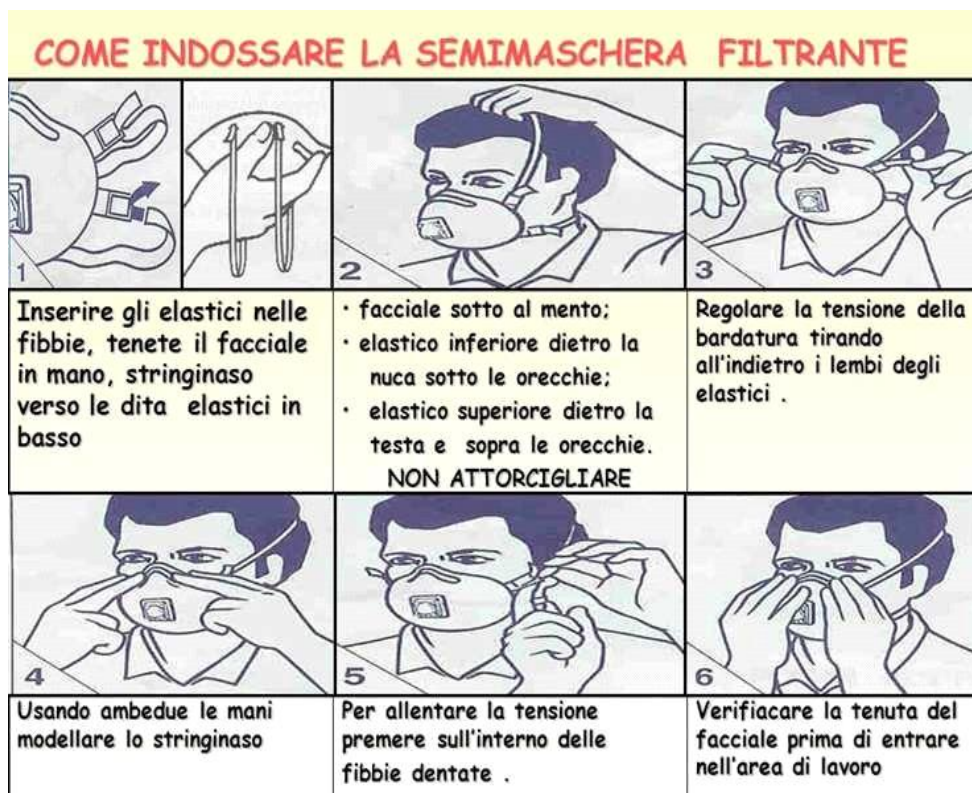 COME INDOSSARE LA SEMIMASCHERA FILTRANTE
1
2
3
Inserire gli elastici nelle
fibbie, tenete il facciale
in mano, stringinaso
verso le dita elastici in
basso
· facciale sotto al mento;
· elastico inferiore dietro la
nuca sotto le orecchie;
· elastico superiore dietro la
testa e sopra le orecchie.
NON ATTORCIGLIARE
Regolare la tensione della
bardatura tirando
all'indietro i lembi degli
elastici .
4
5
6
Usando ambedue le mani
modellare lo stringinaso
Per allentare la tensione
premere sull'interno delle
fibbie dentate .
Verifiacare la tenuta del
facciale prima di entrare
nell'area di lavoro